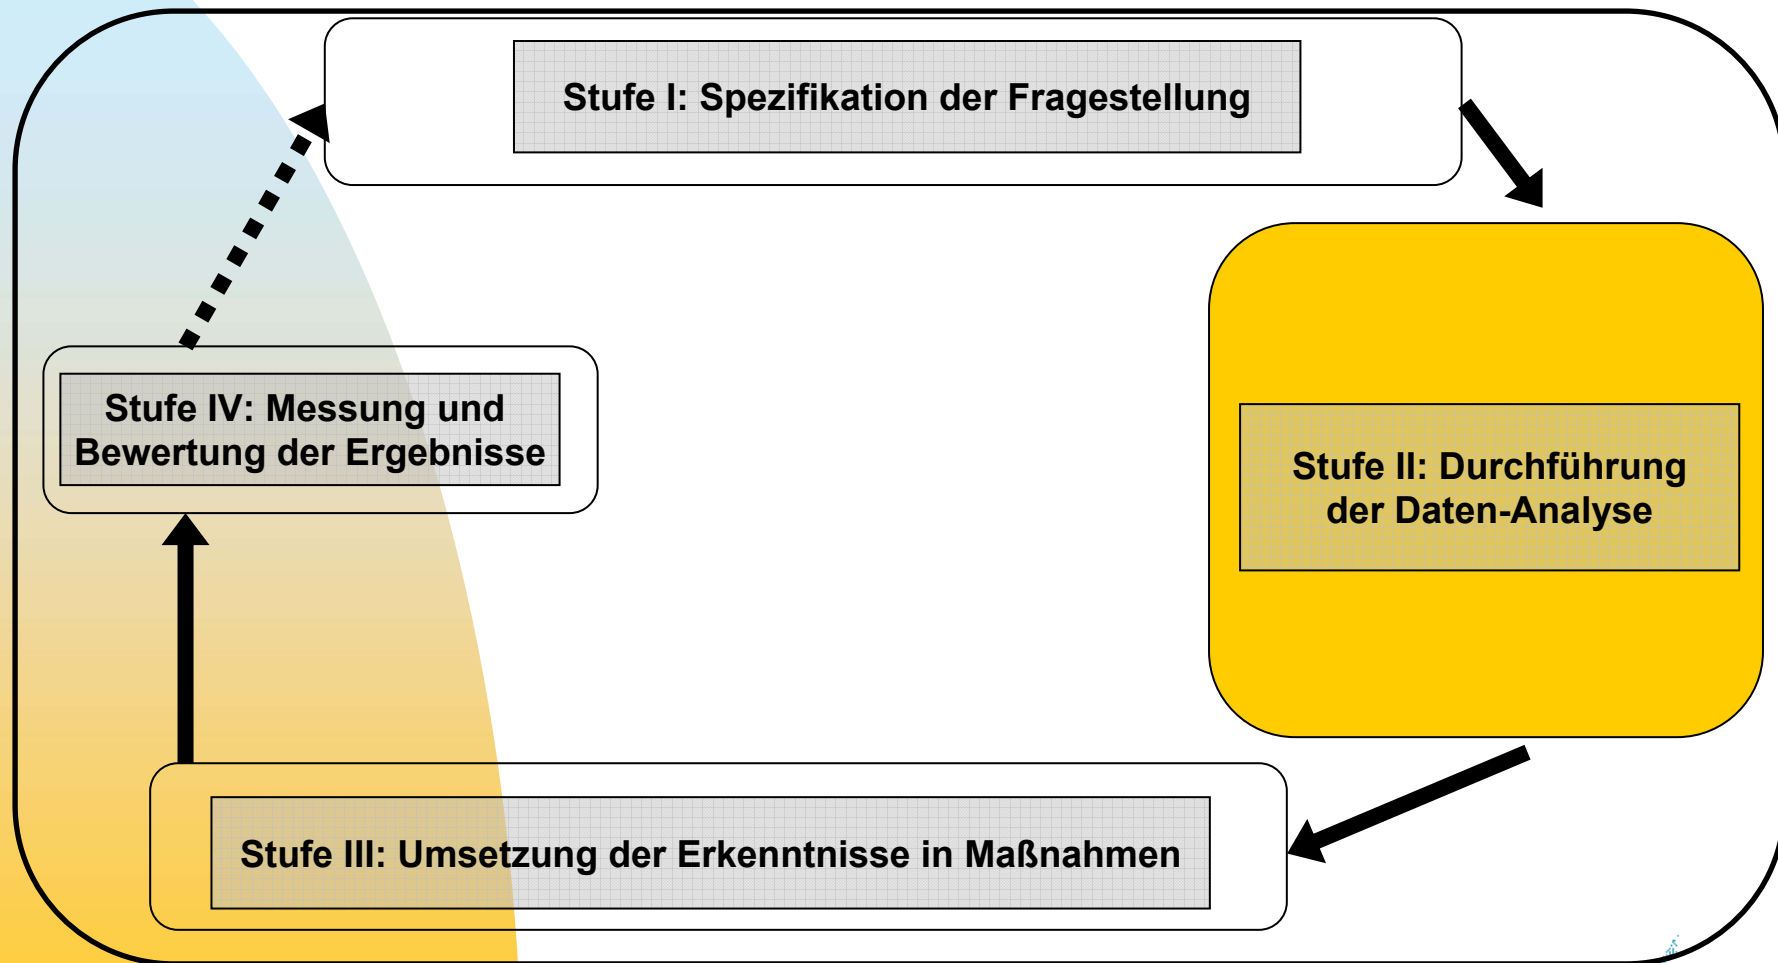 Stufe I: Spezifikation der Fragestellung
Stufe IV: Messung und
Bewertung der Ergebnisse
Stufe II: Durchführung
der Daten-Analyse
Stufe III: Umsetzung der Erkenntnisse in Maßnahmen